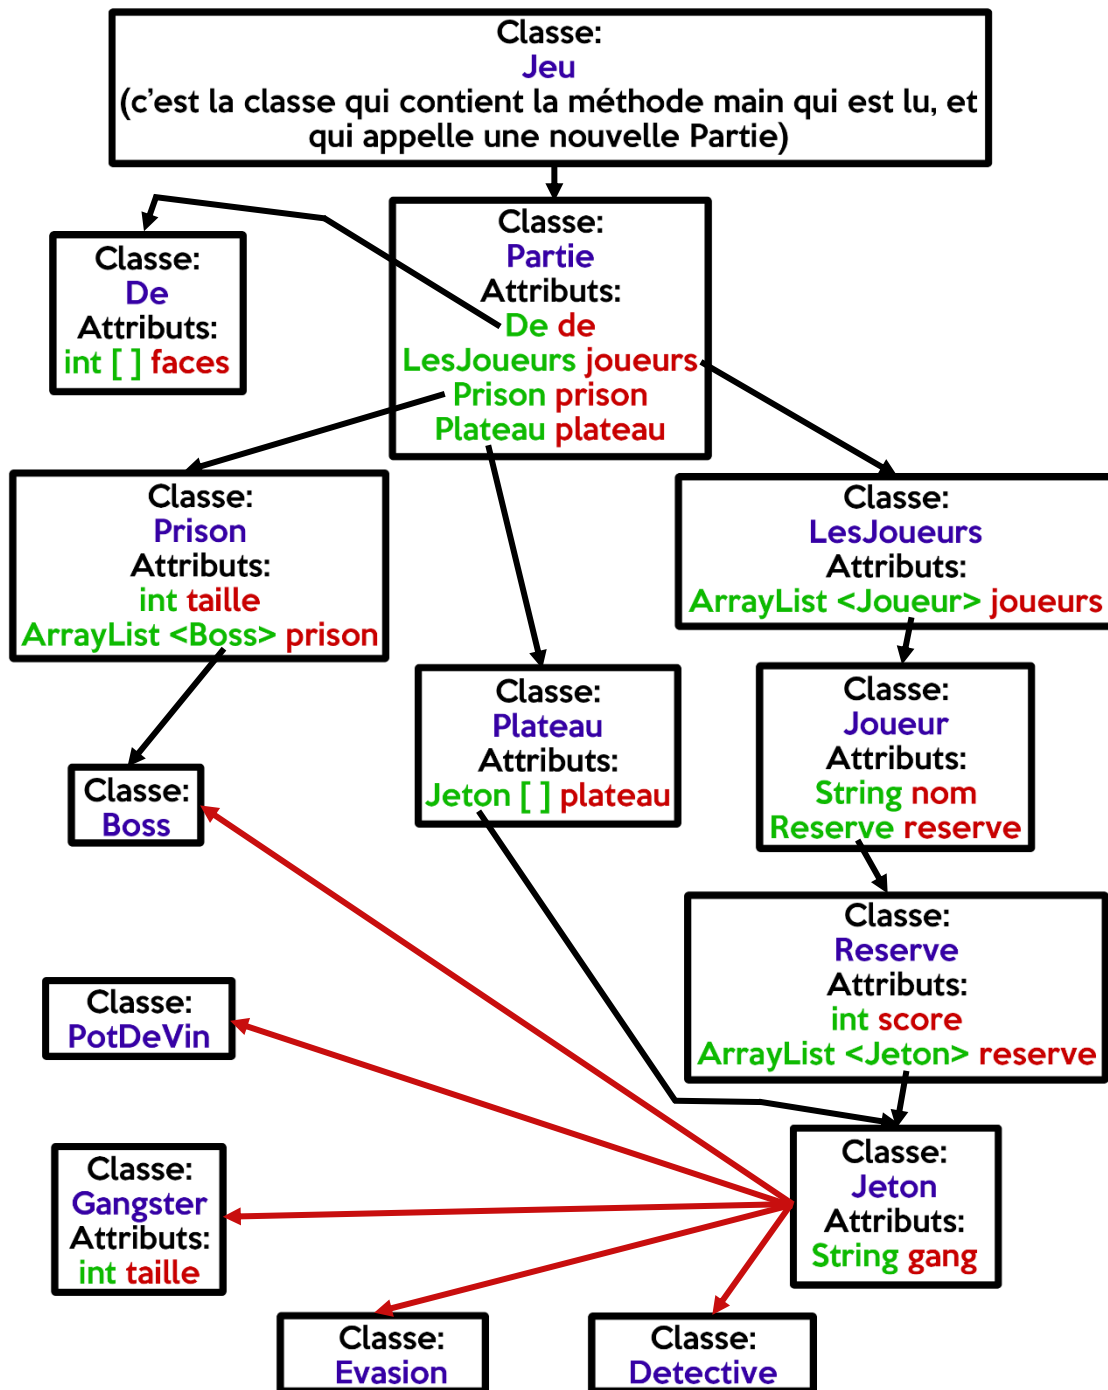 Classe:
Jeu
(c'est la classe qui contient la méthode main qui est lu, et
qui appelle une nouvelle Partie)
Classe:
De
Attributs:
int [ ] faces
Classe:
Partie
Attributs:
De de
LesJoueurs joueurs
Prison prison
Plateau plateau
Classe:
Prison
Attributs:
int taille
ArrayList <Boss> prison
Classe:
LesJoueurs
Attributs:
ArrayList <Joueur> joueurs
Classe:
Boss
Classe:
Plateau
Attributs:
Jeton [ ] plateau
Classe:
Joueur
Attributs:
String nom
Reserve reserve
Classe:
Reserve
Attributs:
int score
ArrayList <Jeton> reserve
Classe:
PotDeVin
Classe:
Gangster
Attributs:
int taille
Classe:
Jeton
Attributs:
String gang
Classe:
Evasion
Classe:
Detective